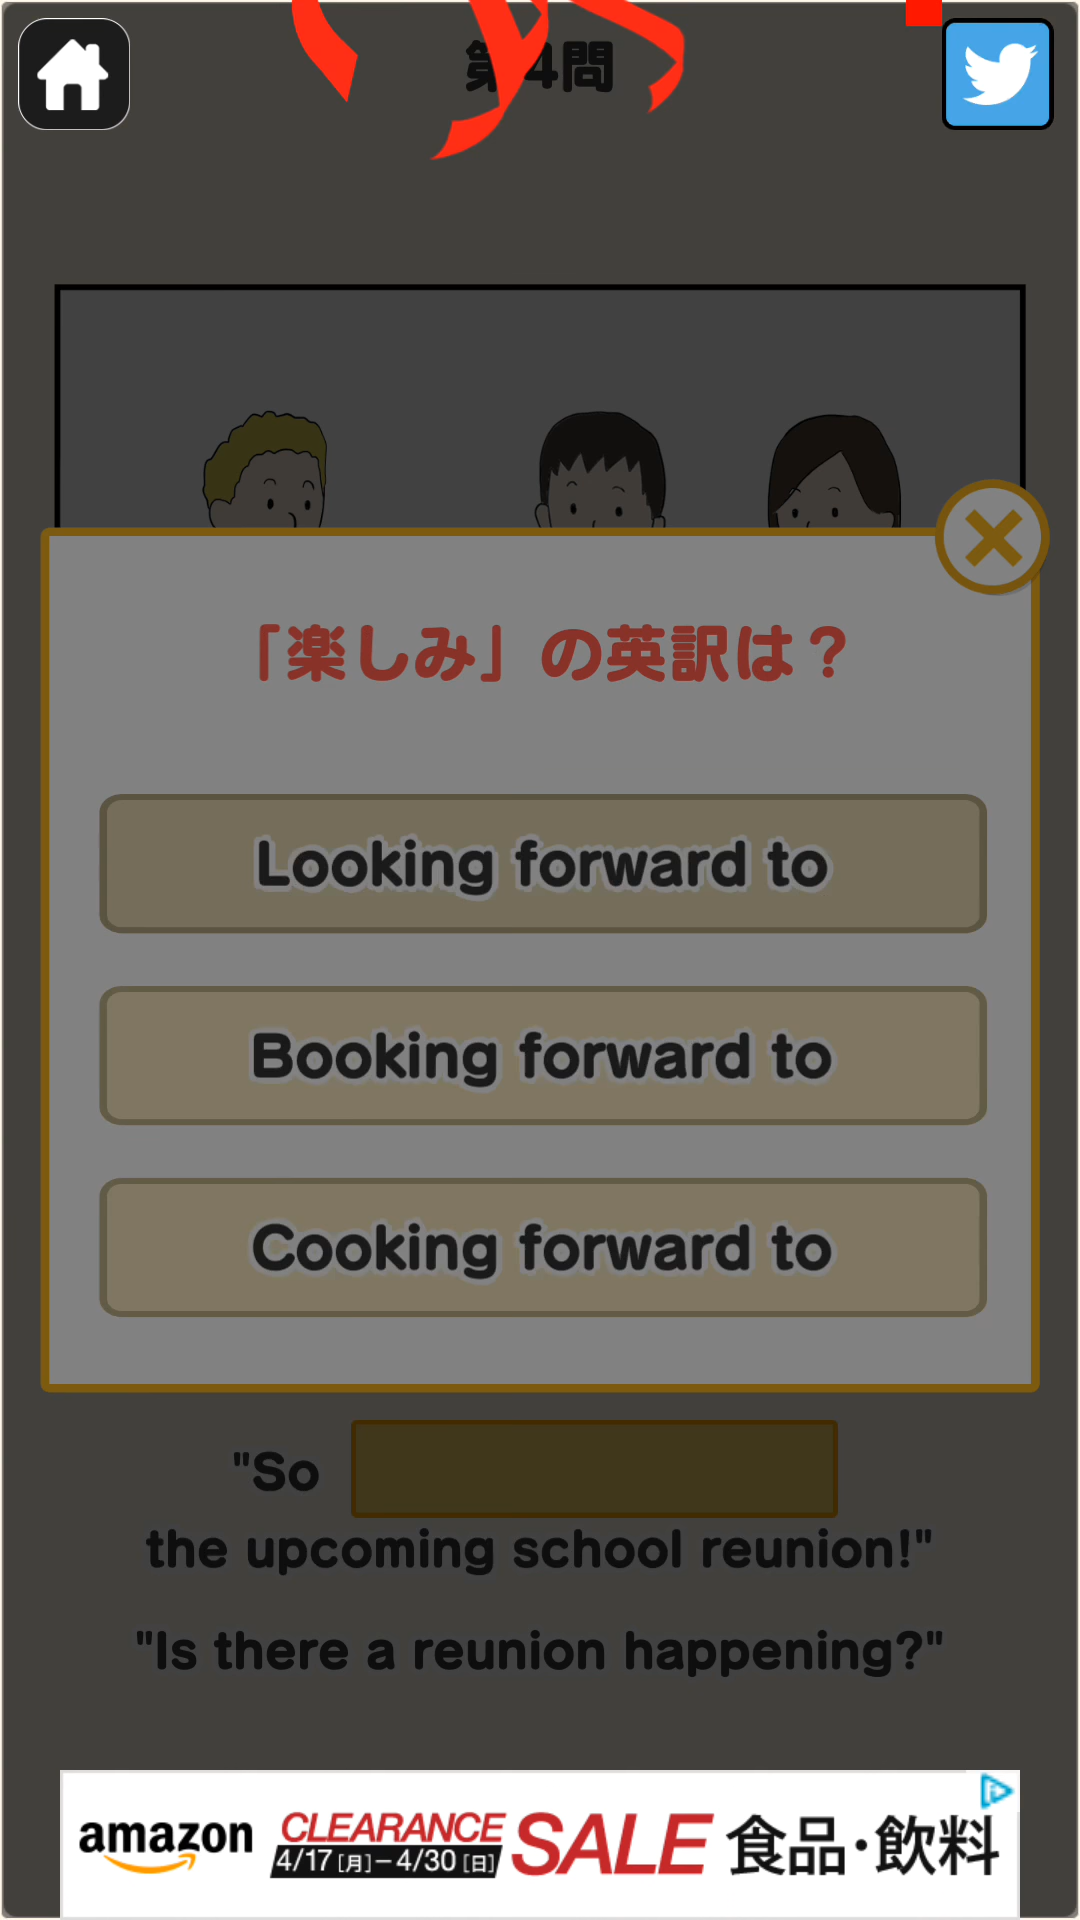 第4問
「楽しみ」の英訳は？
Looking forward to
Booking forward to
Cooking forward to
"So
the upcoming school reunion!"
"Is there a reunion happening?"
amazon CLEARANCE SALE 食品・飲料
4/17[月]–4/30[日]